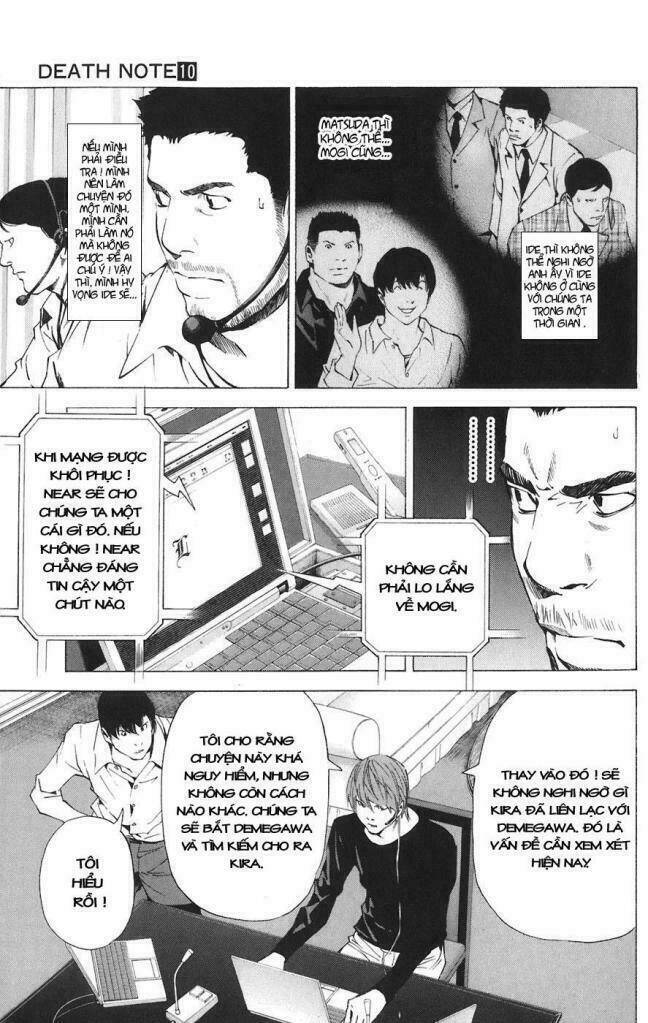 DEATH NOTE 10
NẾU MÌNH
PHẢI ĐIỀU
TRA ! MÌNH
NÊN LÀM
CHUYỆN ĐÓ
MỘT MÌNH.
MÌNH CẦN
PHẢI LÀM NÓ
MÀ KHÔNG
ĐƯỢC ĐỂ AI
CHÚ Ý ! VẬY
THÌ, MÌNH HY
VỌNG IDE SẼ...
MATSUDA THÌ
KHÔNG THỂ...
MOGI CŨNG...
IDE THÌ KHÔNG
THỂ NGHI NGỜ
ANH ẤY VÌ IDE
KHÔNG Ở CÙNG
VỚI CHÚNG TA
TRONG MỘT
THỜI GIAN .
KHI MẠNG ĐƯỢC
KHÔI PHỤC !
NEAR SẼ CHO
CHÚNG TA MỘT
CÁI GÌ ĐÓ. NẾU
KHÔNG ! NEAR
CHẲNG ĐÁNG
TIN CẬY MỘT
CHÚT NÀO.
L
KHÔNG CẦN
PHẢI LO LẮNG
VỀ MOGI.
THAY VÀO ĐÓ ! SẼ
KHÔNG NGHI NGỜ GÌ
KIRA ĐÃ LIÊN LẠC VỚI
DEMEGAWA. ĐÓ LÀ
VẤN ĐỀ CẦN XEM XÉT
HIỆN NAY.
TÔI CHO RẰNG
CHUYỆN NÀY KHÁ
NGUY HIỂM, NHƯNG
KHÔNG CÒN CÁCH
NÀO KHÁC. CHÚNG TA
SẼ BẮT DEMEGAWA
VÀ TÌM KIẾM CHO RA
KIRA.
TÔI
HIỂU
RỒI !